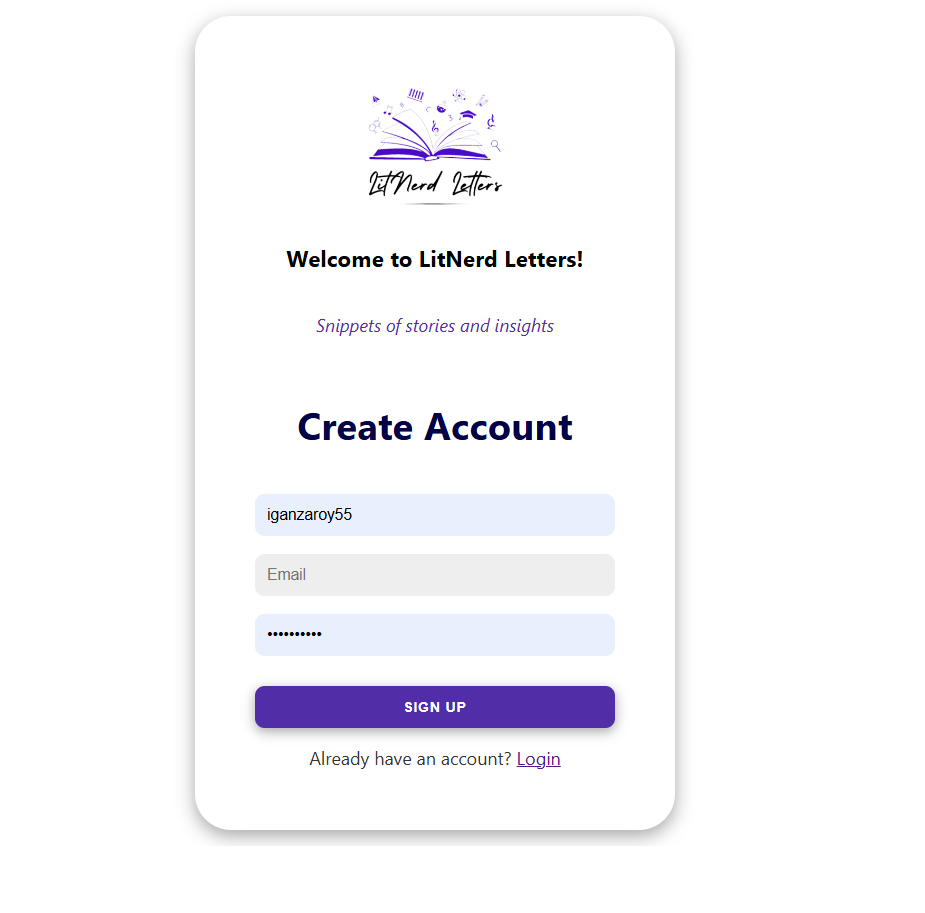 LitNerd Letters
Welcome to LitNerd Letters!
Snippets of stories and insights
Create Account
iganzaroy55
Email
••••••••••
SIGN UP
Already have an account? Login